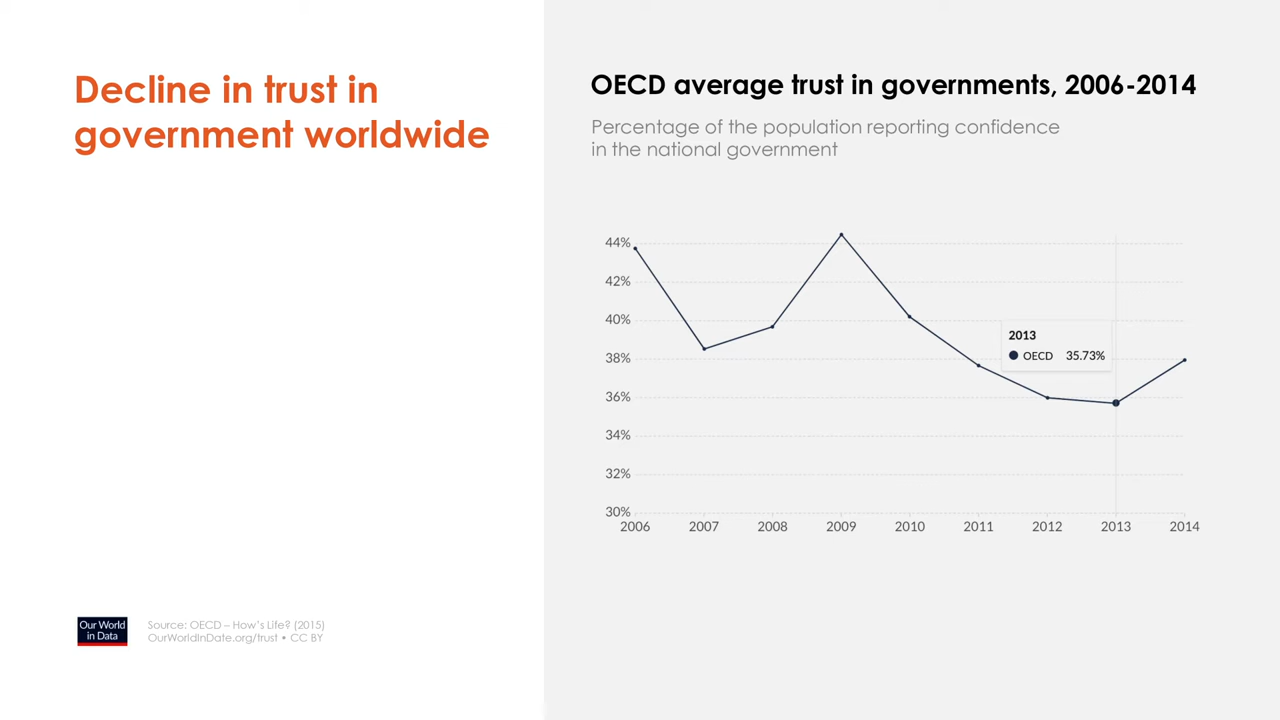 Decline in trust in
government worldwide
OECD average trust in governments, 2006-2014
Percentage of the population reporting confidence
in the national government
44%
42%
40%
38%
36%
34%
32%
30%
2013
OECD 35.73%
2006 2007 2008 2009 2010 2011 2012 2013 2014
Our World
in Data
Source: OECD – How's Life? (2015)
OurWorldInDate.org/trust • CC BY